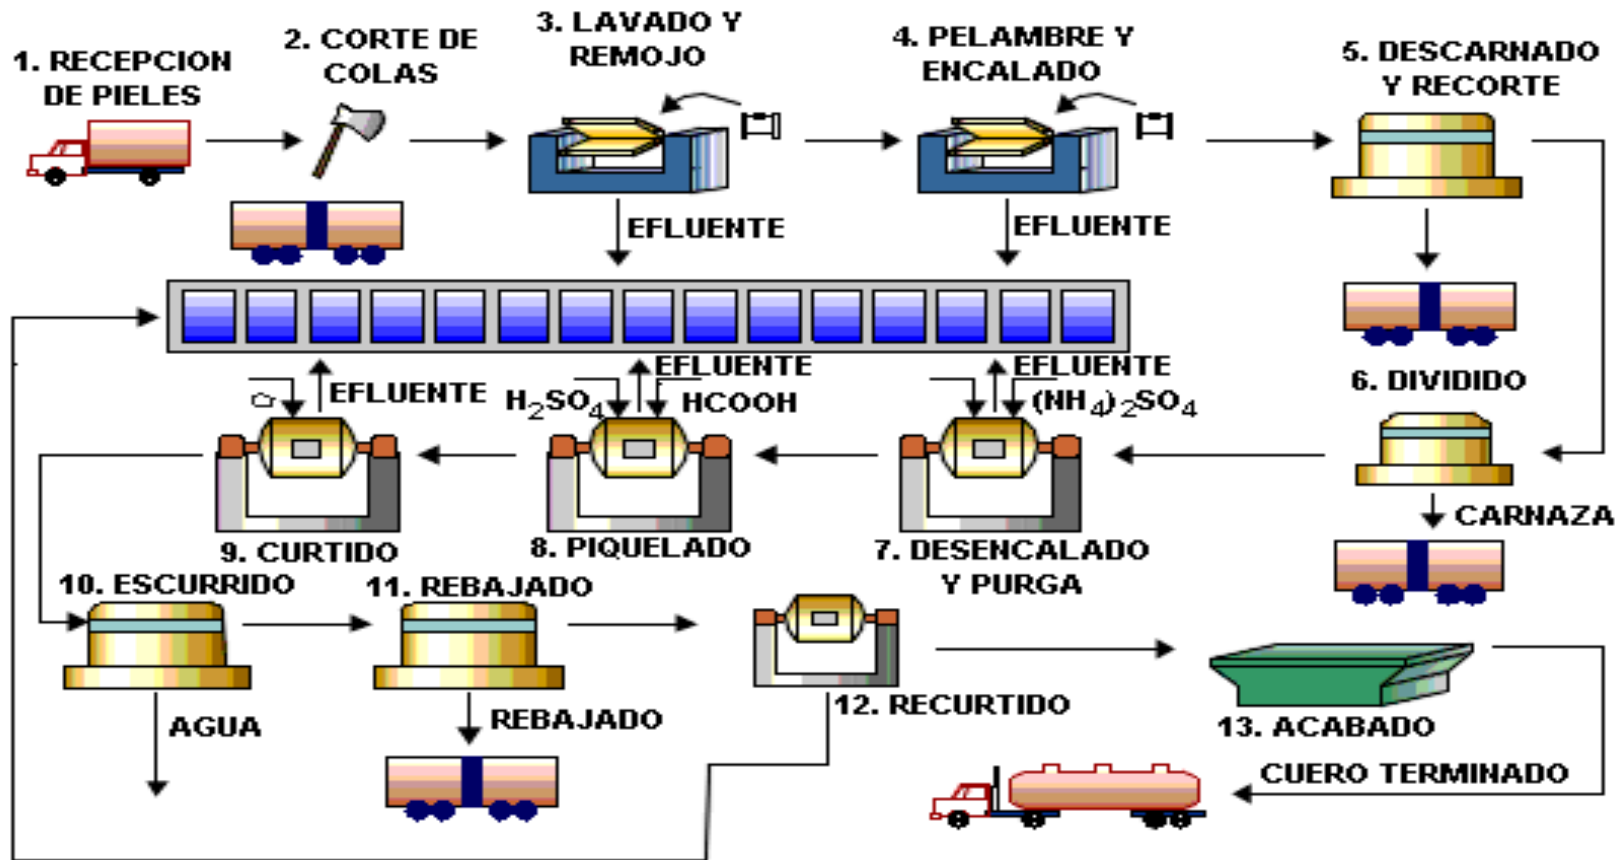 1. RECEPCION
DE PIELES
2. CORTE DE
COLAS
3. LAVADO Y
REMOJO
4. PELAMBRE Y
ENCALADO
5. DESCARNADO
Y RECORTE
EFLUENTE
EFLUENTE
6. DIVIDIDO
CARNAZA
EFLUENTE
(NH4)2SO4
7. DESENCALADO
Y PURGA
EFLUENTE
H2SO4
HCOOH
8. PIQUELADO
EFLUENTE
9. CURTIDO
10. ESCURRIDO
AGUA
11. REBAJADO
REBAJADO
12. RECURTIDO
13. ACABADO
CUERO TERMINADO